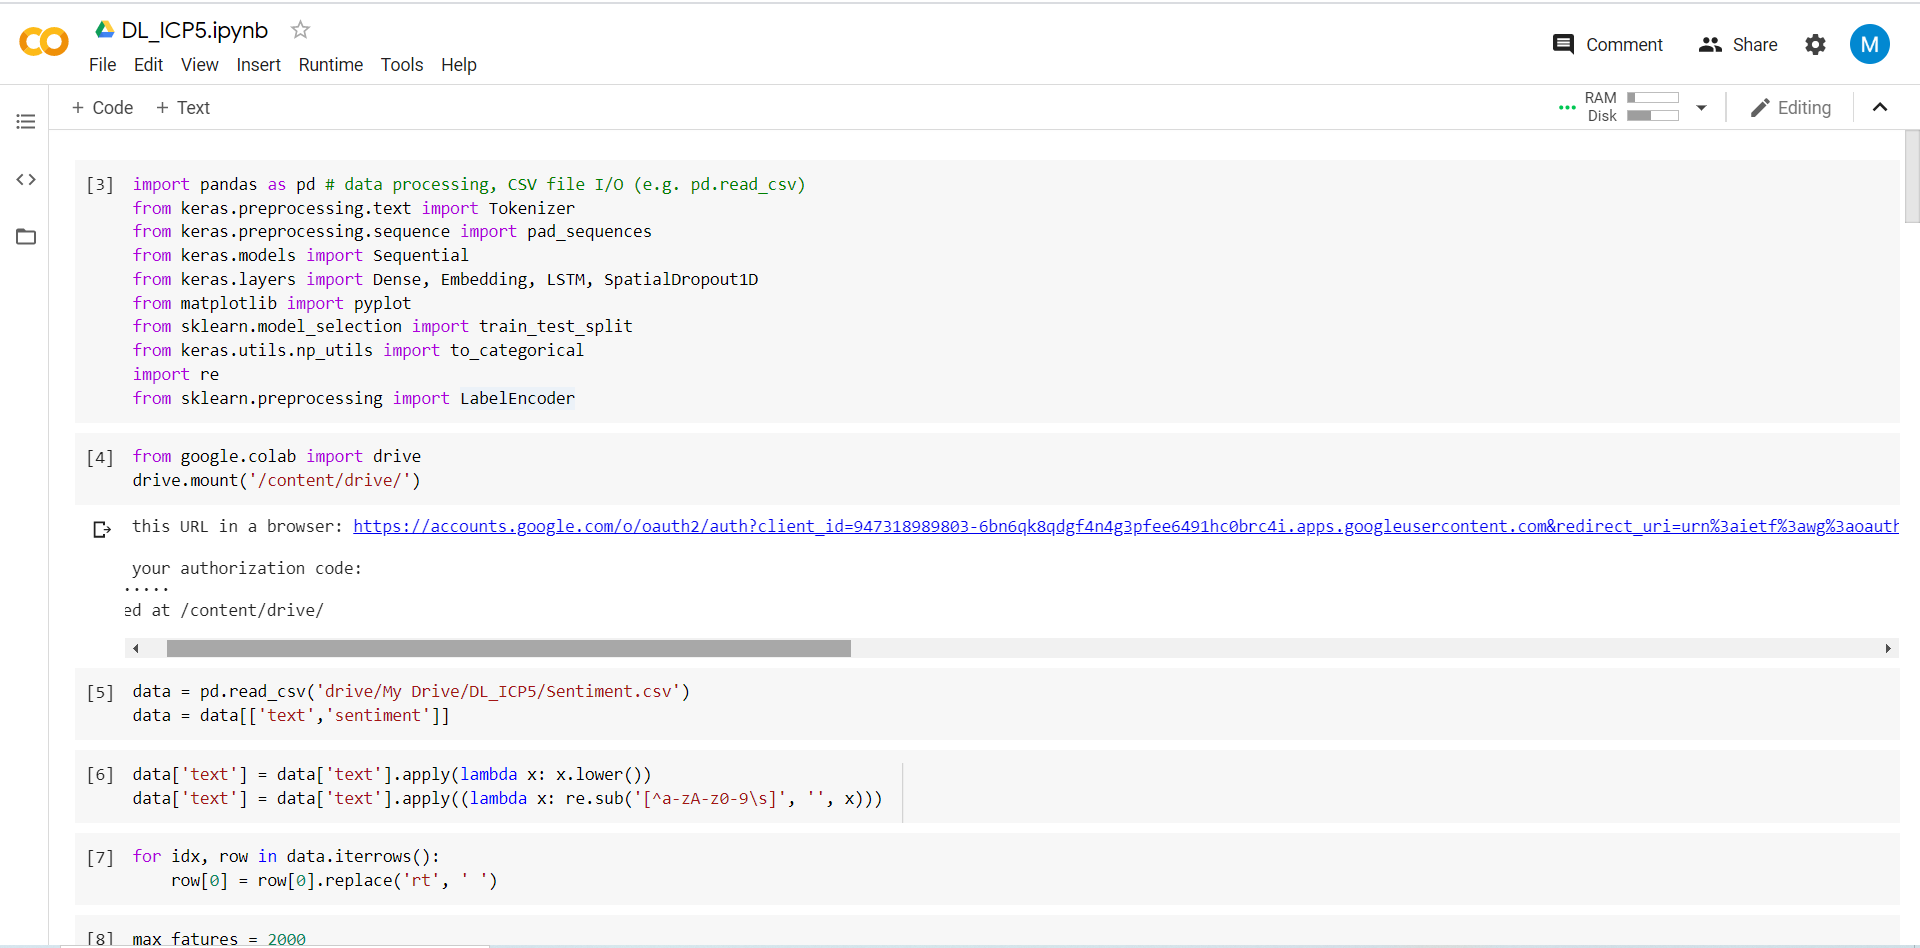 DL_ICP5.ipynb
File Edit View Insert Runtime Tools Help
Comment Share M
+ Code + Text
RAM
Disk
Editing
[3] import pandas as pd # data processing, CSV file I/O (e.g. pd.read_csv)
from keras.preprocessing.text import Tokenizer
from keras.preprocessing.sequence import pad_sequences
from keras.models import Sequential
from keras.layers import Dense, Embedding, LSTM, SpatialDropout1D
from matplotlib import pyplot
from sklearn.model_selection import train_test_split
from keras.utils.np_utils import to_categorical
import re
from sklearn.preprocessing import LabelEncoder
[4] from google.colab import drive
drive.mount('/content/drive/')
this URL in a browser: https://accounts.google.com/o/oauth2/auth?client_id=947318989803-6bn6qk8qdgf4n4g3pfee6491hc0brc4i.apps.googleusercontent.com&redirect_uri=urn%3aietf%3awg%3aoauth
your authorization code:
·····
ed at /content/drive/
[5] data = pd.read_csv('drive/My Drive/DL_ICP5/Sentiment.csv')
data = data[['text','sentiment']]
[6] data['text'] = data['text'].apply(lambda x: x.lower())
data['text'] = data['text'].apply((lambda x: re.sub('[^a-zA-z0-9\s]', '', x)))
[7] for idx, row in data.iterrows():
row[0] = row[0].replace('rt', ' ')
[8] max_fatures = 2000